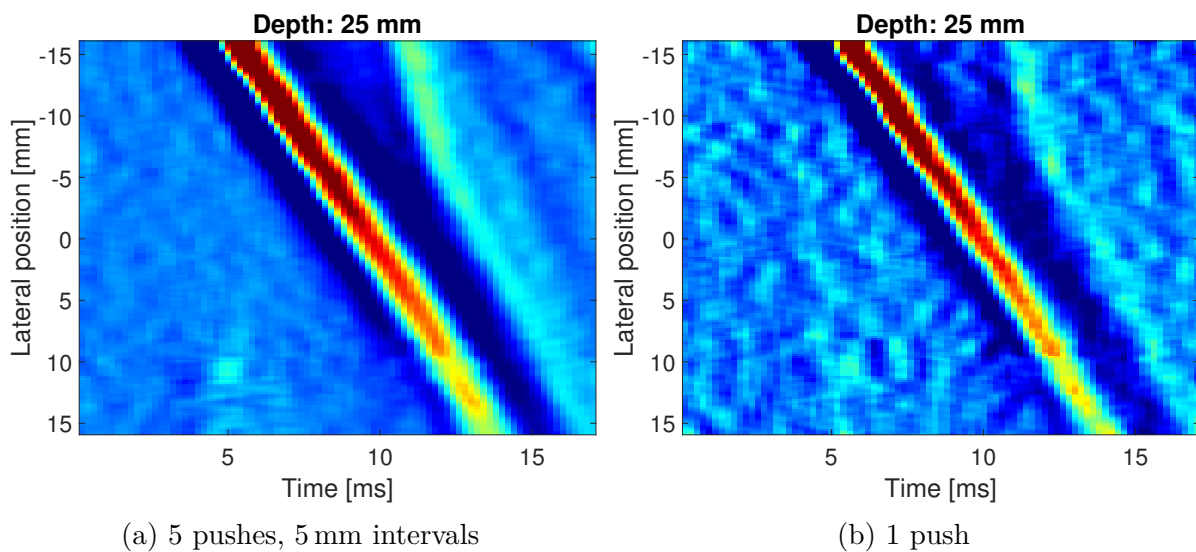 Depth: 25 mm
Lateral position [mm]
-15
-10
-5
0
5
10
15
5 10 15
Time [ms]
(a) 5 pushes, 5 mm intervals
Depth: 25 mm
Lateral position [mm]
-15
-10
-5
0
5
10
15
5 10 15
Time [ms]
(b) 1 push